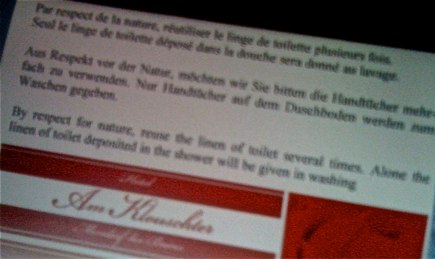 Par respect de la nature, réutiliser le linge de toilette plusieurs fois.
Seul le linge de toilette déposé dans la douche sera donné au lavage.
Aus Respekt vor der Natur, möchten wir Sie bitten die Handtücher mehr-
fach zu verwenden. Nur Handtücher auf dem Duschboden werden zum
Waschen gegeben.
By respect for nature, reuse the linen of toilet several times. Alone the
linen of toilet deposited in the shower will be given in washing
Hotel
Am Klouschter